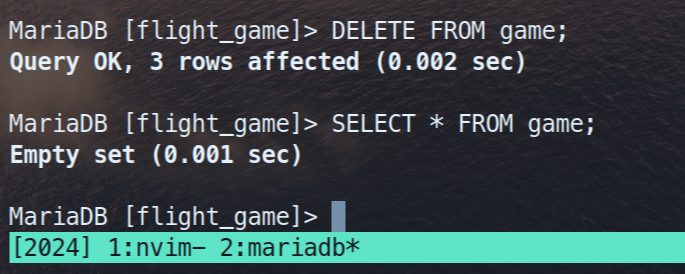 MariaDB [flight_game]> DELETE FROM game;
Query OK, 3 rows affected (0.002 sec)
MariaDB [flight_game]> SELECT * FROM game;
Empty set (0.001 sec)
MariaDB [flight_game]>
[2024] 1:nvim- 2:mariadb*